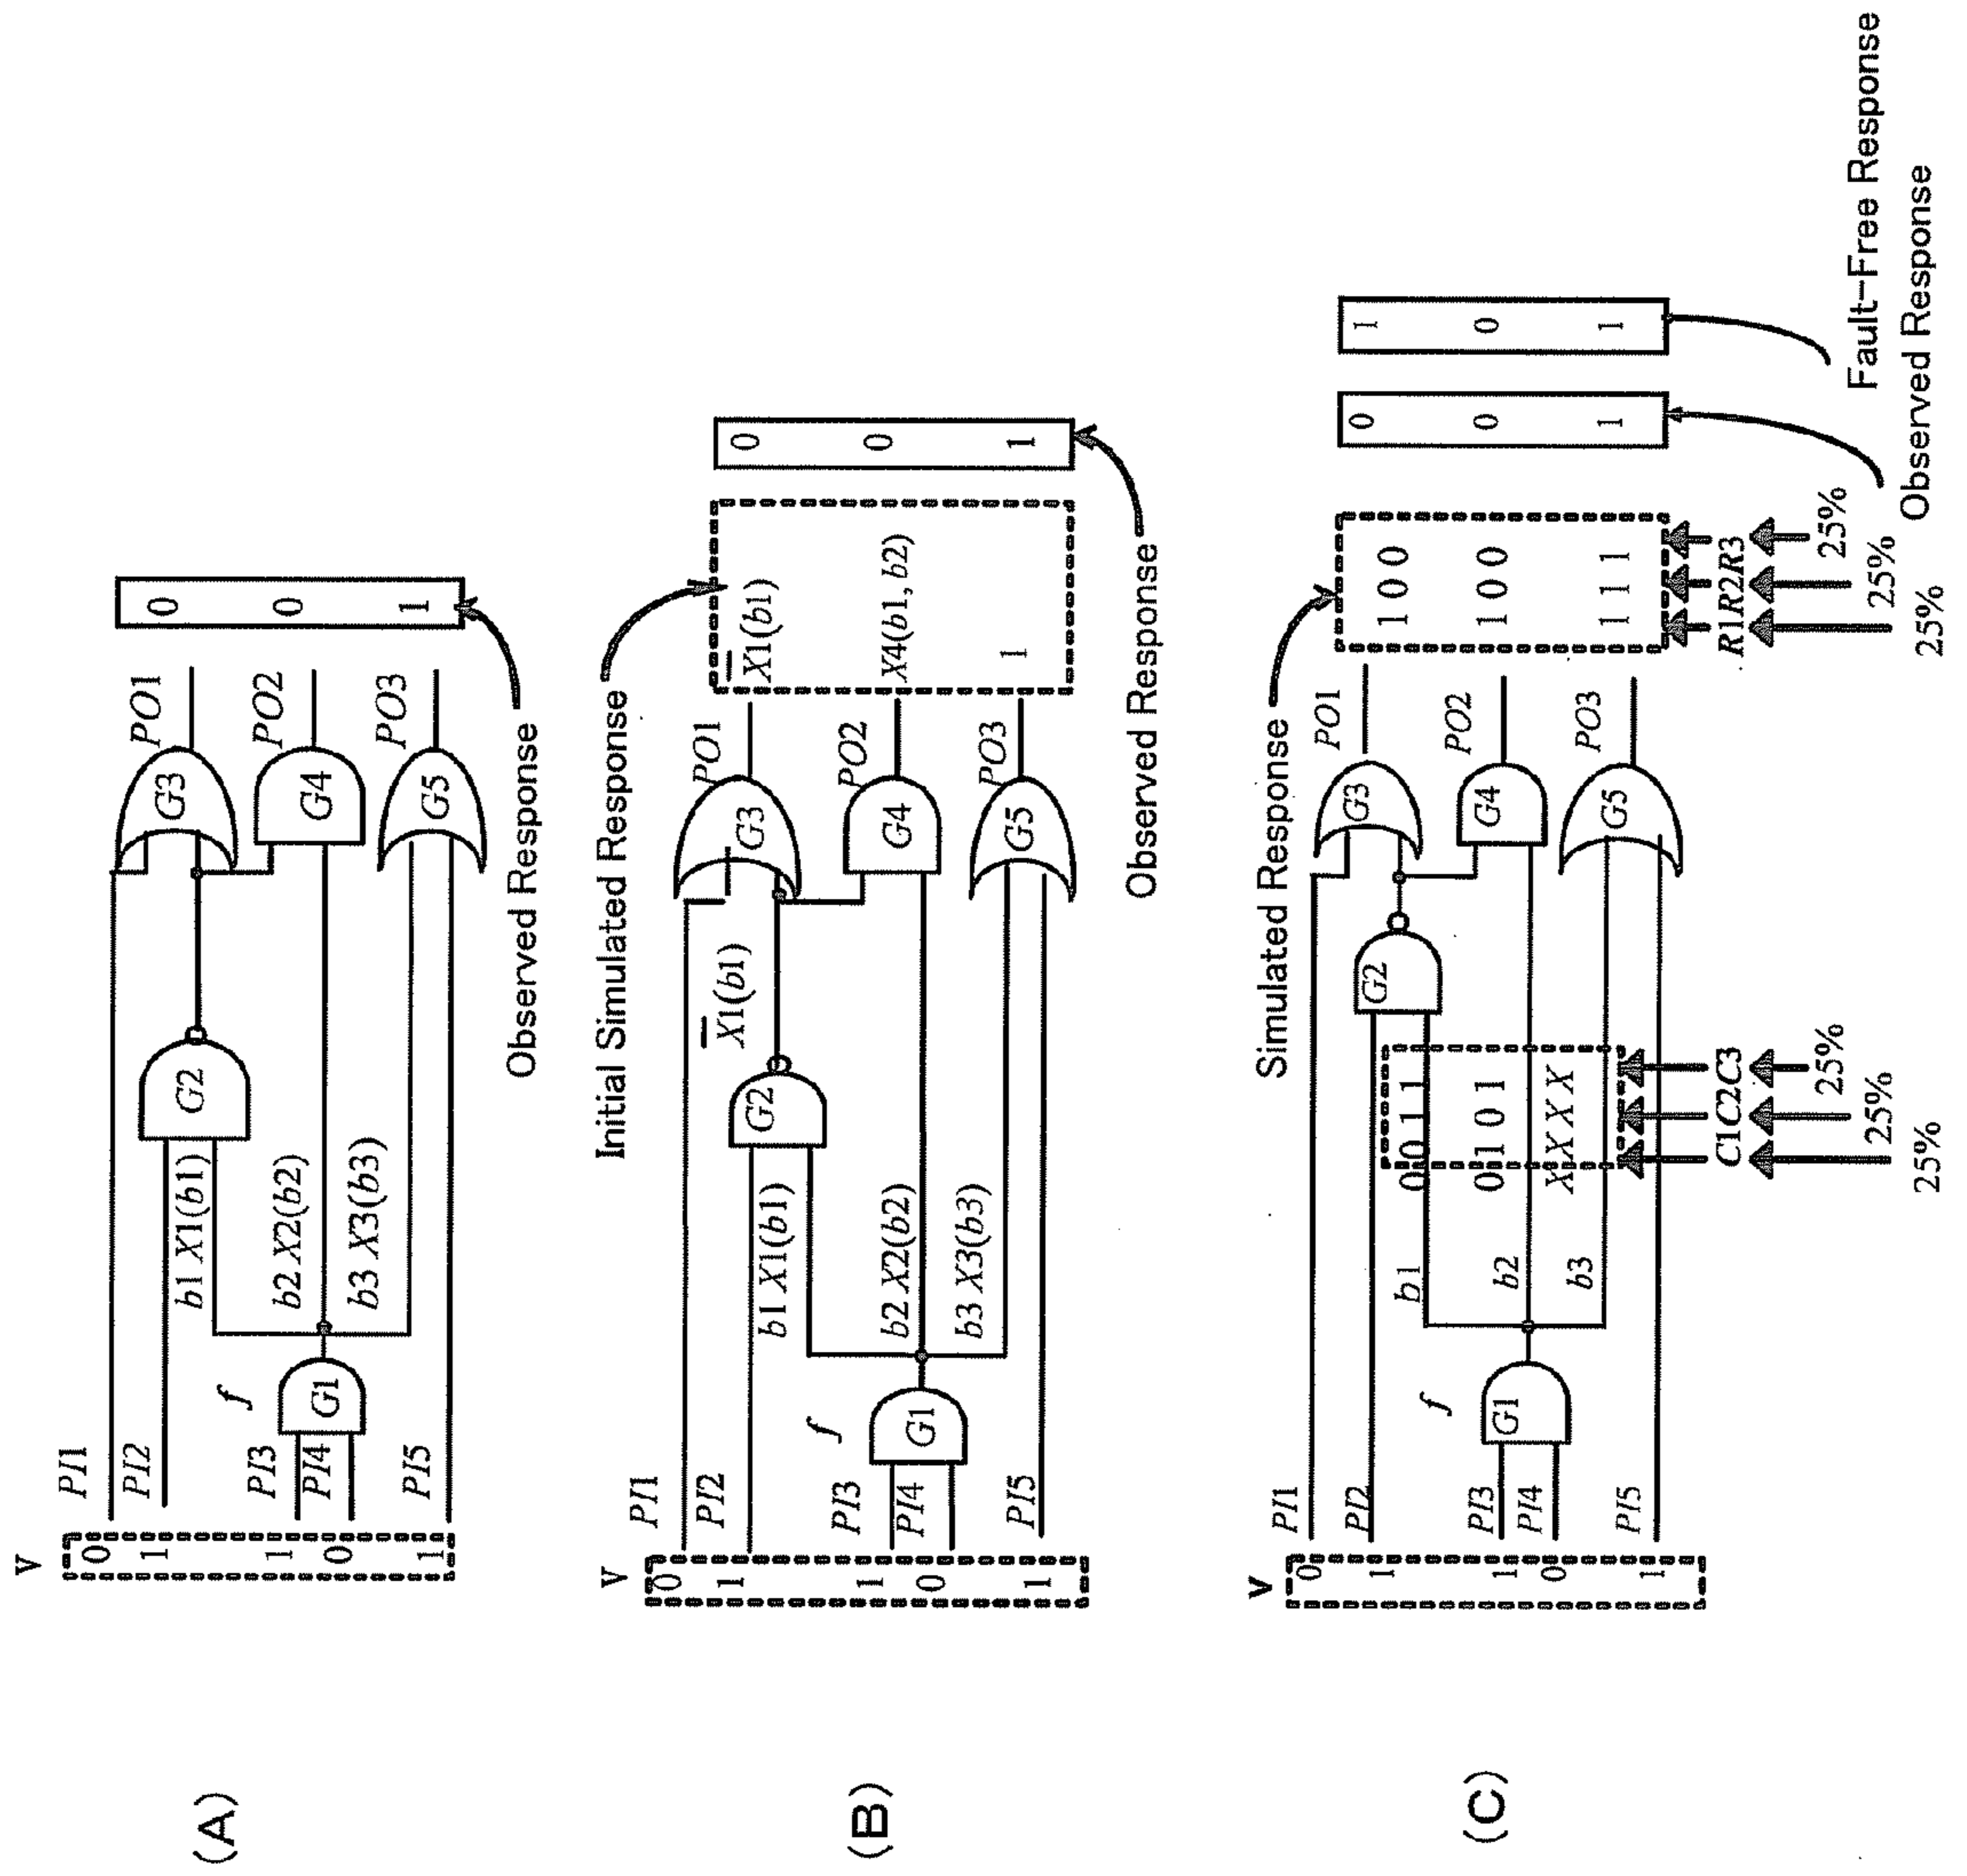 (A)
V
0
1
1
0
1
PI1
PI2
PI3
PI4
PI5
f
G1
b1 X1(b1)
b2 X2(b2)
b3 X3(b3)
G2
G3
G4
G5
PO1
PO2
PO3
0
0
1
Observed Response
(B)
V
0
1
1
0
1
PI1
PI2
PI3
PI4
PI5
f
G1
b1 X1(b1)
b2 X2(b2)
b3 X3(b3)
G2
X̅1(b1)
G3
G4
G5
PO1
PO2
PO3
Initial Simulated Response
X̅1(b1)
X4(b1, b2)
1
0
0
1
Observed Response
(C)
V
0
1
1
0
1
PI1
PI2
PI3
PI4
PI5
f
G1
b1
b2
b3
0 0 1 1
0 1 0 1
X X X X
C1C2C3
25%
25%
25%
G2
G3
G4
G5
PO1
PO2
PO3
Simulated Response
1 0 0
1 0 0
1 1 1
R1R2R3
25%
25%
25%
0
0
1
Observed Response
1
0
1
Fault-Free Response